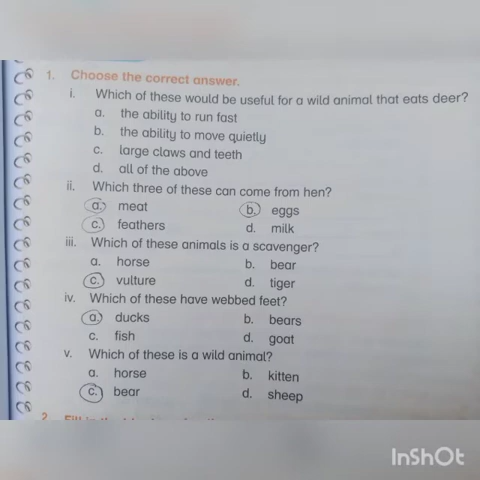 1. Choose the correct answer.
i. Which of these would be useful for a wild animal that eats deer?
a. the ability to run fast
b. the ability to move quietly
c. large claws and teeth
d. all of the above
ii. Which three of these can come from hen?
a. meat b. eggs
c. feathers d. milk
iii. Which of these animals is a scavenger?
a. horse b. bear
c. vulture d. tiger
iv. Which of these have webbed feet?
a. ducks b. bears
c. fish d. goat
v. Which of these is a wild animal?
a. horse b. kitten
c. bear d. sheep
2.
InShOt